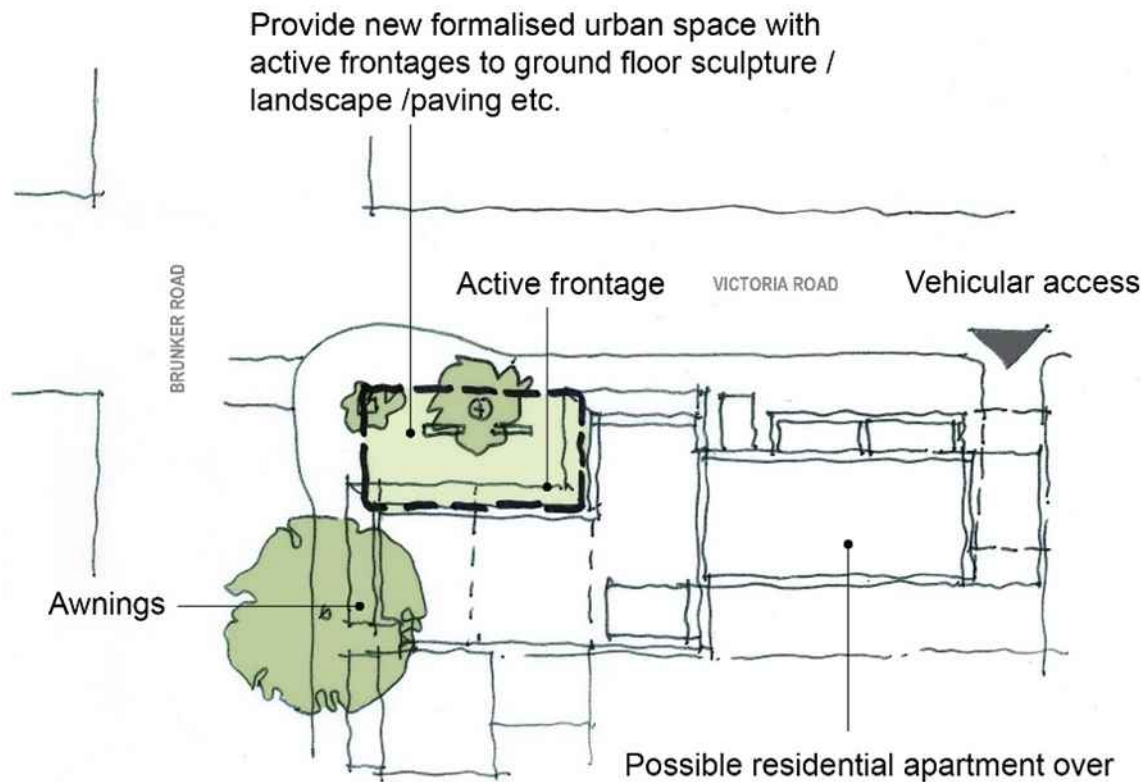 Provide new formalised urban space with
active frontages to ground floor sculpture /
landscape /paving etc.
BRUNKER ROAD
Active frontage
VICTORIA ROAD
Vehicular access
Awnings
Possible residential apartment over